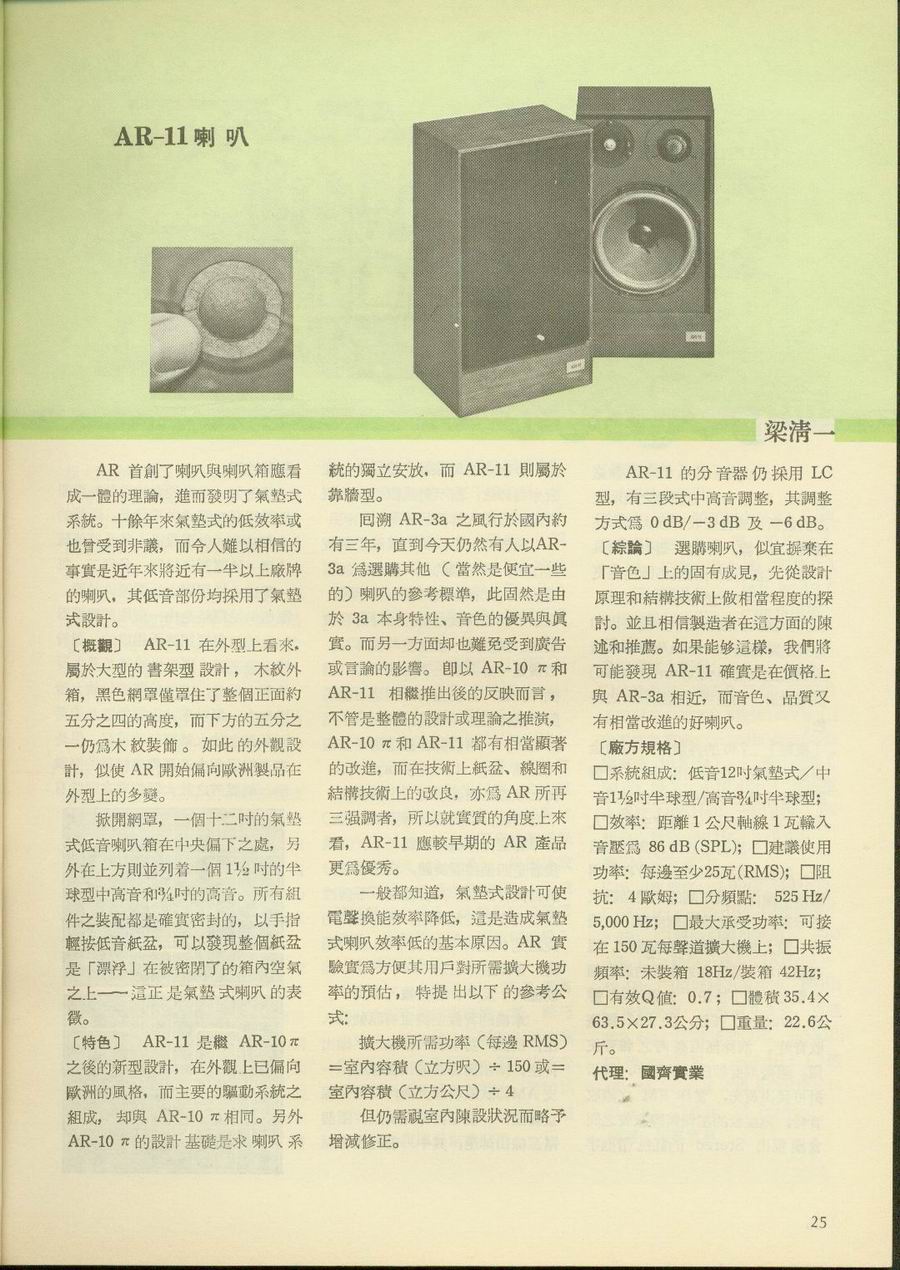 AR-11喇叭
梁清一
AR 首創了喇叭與喇叭箱應看
成一體的理論，進而發明了氣墊式
系統。十餘年來氣墊式的低效率或
也曾受到非議，而令人難以相信的
事實是近年來將近有一半以上廠牌
的喇叭，其低音部份均採用了氣墊
式設計。
〔概觀〕 AR-11 在外型上看來，
屬於大型的書架型設計，木紋外
箱，黑色網罩僅罩住了整個正面約
五分之四的高度，而下方的五分之
一仍爲木紋裝飾。如此的外觀設
計，似使 AR 開始偏向歐洲製品在
外型上的多變。
掀開網罩，一個十二吋的氣墊
式低音喇叭箱在中央偏下之處，另
外在上方則並列着一個 1½ 吋的半
球型中高音和¾吋的高音。所有組
件之裝配都是確實密封的，以手指
輕按低音紙盆，可以發現整個紙盆
是「漂浮」在被密閉了的箱內空氣
之上——這正是氣墊式喇叭的表
徵。
〔特色〕 AR-11 是繼 AR-10π
之後的新型設計，在外觀上已偏向
歐洲的風格，而主要的驅動系統之
組成，却與 AR-10 π相同。另外
AR-10 π的設計基礎是求喇叭系
統的獨立安放，而 AR-11 則屬於
靠牆型。
囘溯 AR-3a 之風行於國內約
有三年，直到今天仍然有人以AR-
3a 爲選購其他（當然是便宜一些
的）喇叭的參考標準，此固然是由
於 3a 本身特性、音色的優異與眞
實。而另一方面却也難免受到廣告
或言論的影響。卽以 AR-10 π和
AR-11 相繼推出後的反映而言，
不管是整體的設計或理論之推演，
AR-10 π和 AR-11 都有相當顯著
的改進，而在技術上紙盆、線圈和
結構技術上的改良，亦爲 AR 所再
三强調者，所以就實質的角度上來
看，AR-11 應較早期的 AR 產品
更爲優秀。
一般都知道，氣墊式設計可使
電聲換能效率降低，這是造成氣墊
式喇叭效率低的基本原因。AR 實
驗實爲方便其用戶對所需擴大機功
率的預估，特提出以下的參考公
式：
擴大機所需功率（每邊 RMS）
＝室內容積（立方呎）÷ 150 或＝
室內容積（立方公尺）÷ 4
但仍需視室內陳設狀況而略予
增減修正。
AR-11 的分音器仍採用 LC
型，有三段式中高音調整，其調整
方式爲 0 dB/−3 dB 及 −6 dB。
〔綜論〕 選購喇叭，似宜摒棄在
「音色」上的固有成見，先從設計
原理和結構技術上做相當程度的探
討。並且相信製造者在這方面的陳
述和推薦。如果能够這樣，我們將
可能發現 AR-11 確實是在價格上
與 AR-3a 相近，而音色、品質又
有相當改進的好喇叭。
〔廠方規格〕
□系統組成：低音12吋氣墊式／中
音1½吋半球型/高音¾吋半球型；
□效率：距離 1 公尺軸線 1 瓦輸入
音壓爲 86 dB (SPL)；□建議使用
功率：每邊至少25瓦(RMS)；□阻
抗：4 歐姆；□分頻點：525 Hz/
5,000 Hz；□最大承受功率：可接
在 150 瓦每聲道擴大機上；□共振
頻率：未裝箱 18Hz/裝箱 42Hz；
□有效Q値：0.7；□體積 35.4×
63.5×27.3公分；□重量：22.6公
斤。
代理：國齊實業
25